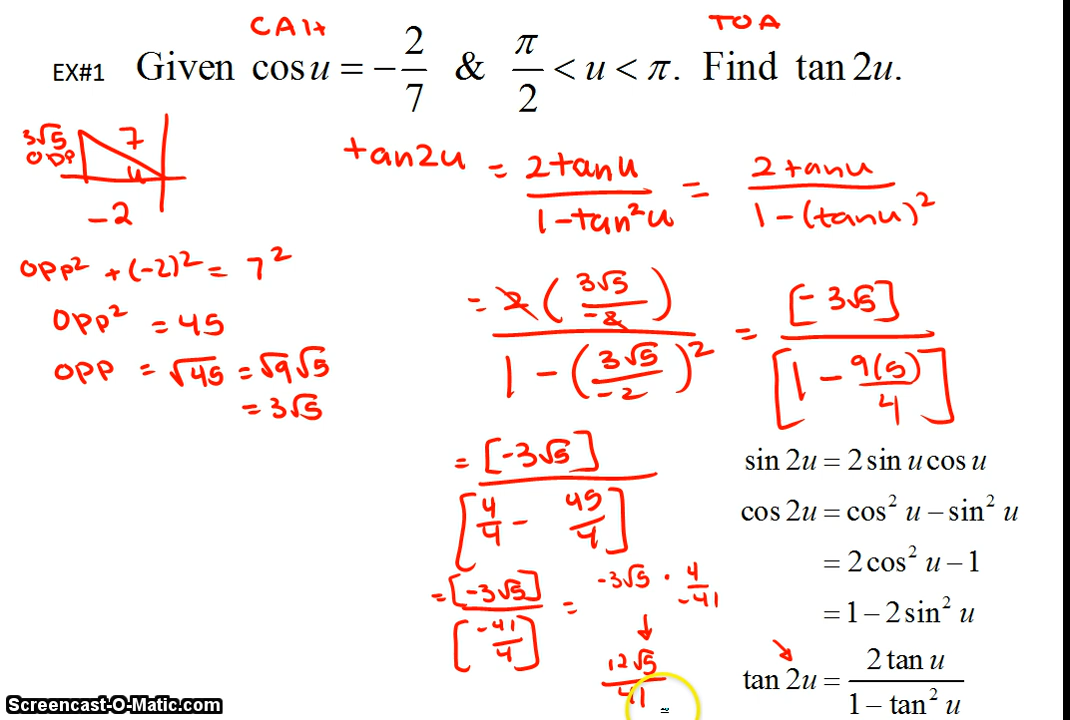 CAH TOA
EX#1 Given cos u = −2/7 & π/2 < u < π. Find tan 2u.
3√5 7
OPP u
−2
tan2u = 2tanu / 1−tan²u = 2tanu / 1−(tanu)²
OPP² + (−2)² = 7²
= 2(3√5/−2) / 1−(3√5/−2)² = [−3√5] / [1 − 9(5)/4]
OPP² = 45
OPP = √45 = √9√5
= 3√5
= [−3√5] / [4/4 − 45/4]
= [−3√5] / [−41/4] = −3√5 · 4/−41
↓
12√5/41
sin 2u = 2 sin u cos u
cos 2u = cos² u − sin² u
= 2 cos² u − 1
= 1 − 2 sin² u
tan 2u = 2 tan u / 1 − tan² u
Screencast-O-Matic.com